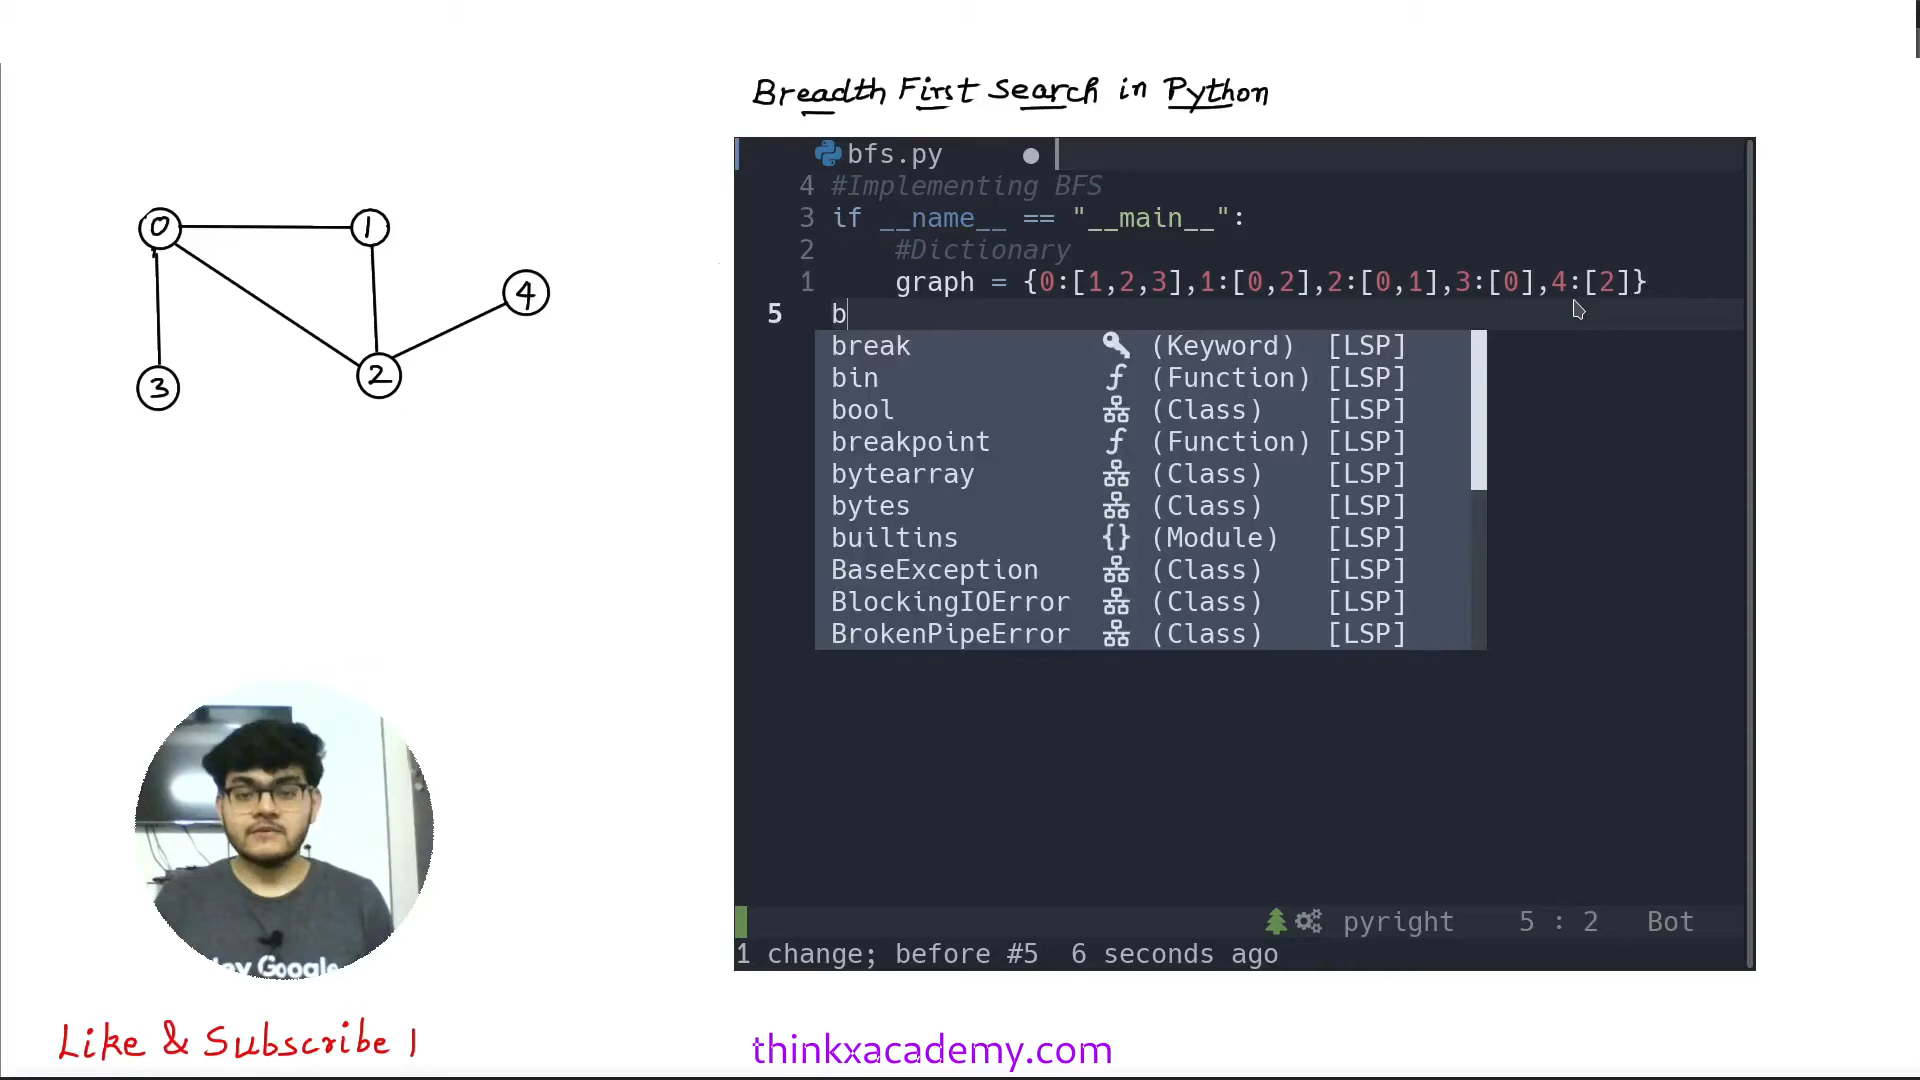 Breadth First Search in Python
0
1
4
3
2
bfs.py
4 #Implementing BFS
3 if __name__ == "__main__":
2 #Dictionary
1 graph = {0:[1,2,3],1:[0,2],2:[0,1],3:[0],4:[2]}
5 b
break (Keyword) [LSP]
bin (Function) [LSP]
bool (Class) [LSP]
breakpoint (Function) [LSP]
bytearray (Class) [LSP]
bytes (Class) [LSP]
builtins {} (Module) [LSP]
BaseException (Class) [LSP]
BlockingIOError (Class) [LSP]
BrokenPipeError (Class) [LSP]
pyright 5 : 2 Bot
1 change; before #5 6 seconds ago
Google
Like & Subscribe !
thinkxacademy.com